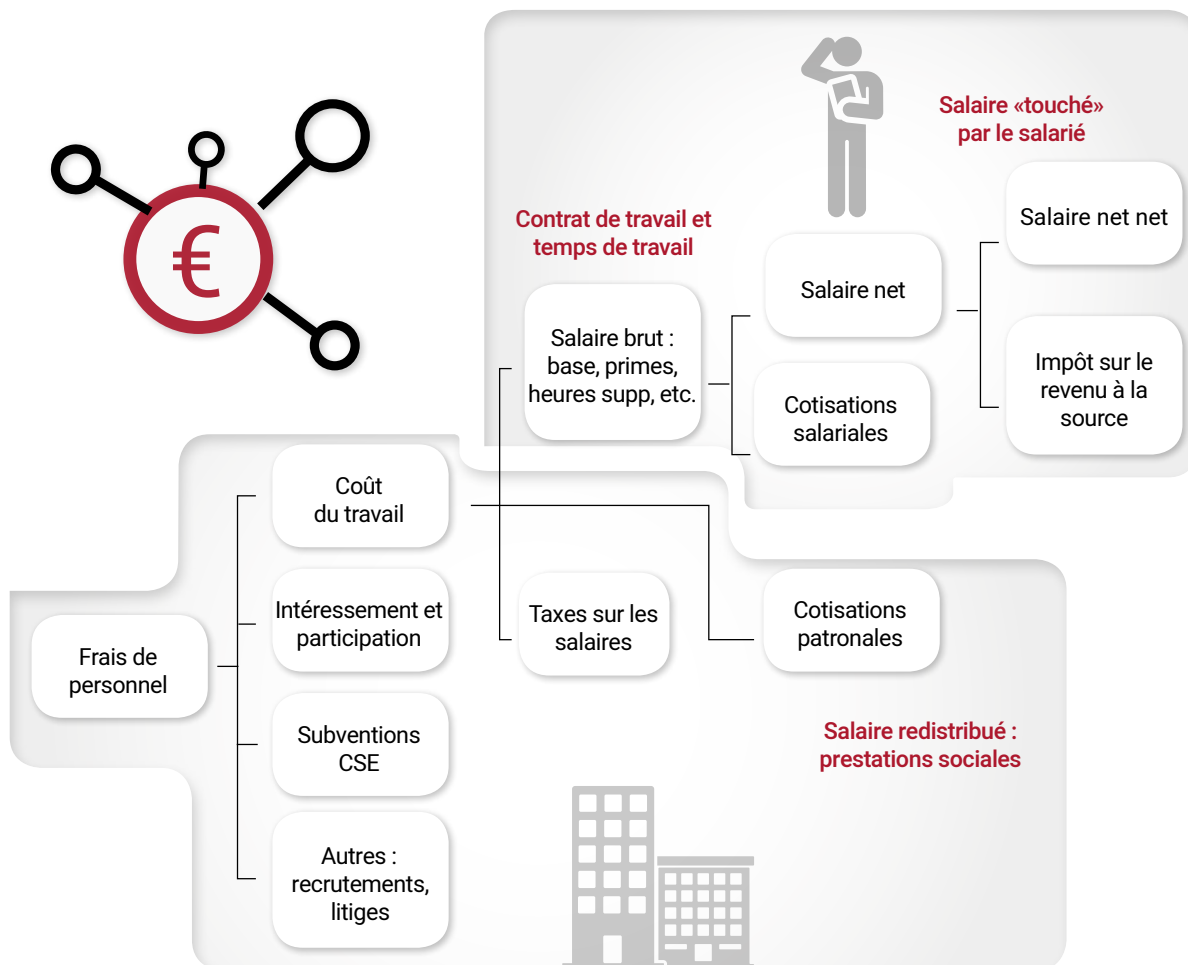 €
Salaire «touché»
par le salarié
Contrat de travail et
temps de travail
Salaire net net
Salaire net
Salaire brut :
base, primes,
heures supp, etc.
Impôt sur le
revenu à la
source
Cotisations
salariales
Coût
du travail
Intéressement et
participation
Taxes sur les
salaires
Cotisations
patronales
Frais de
personnel
Subventions
CSE
Salaire redistribué :
prestations sociales
Autres :
recrutements,
litiges